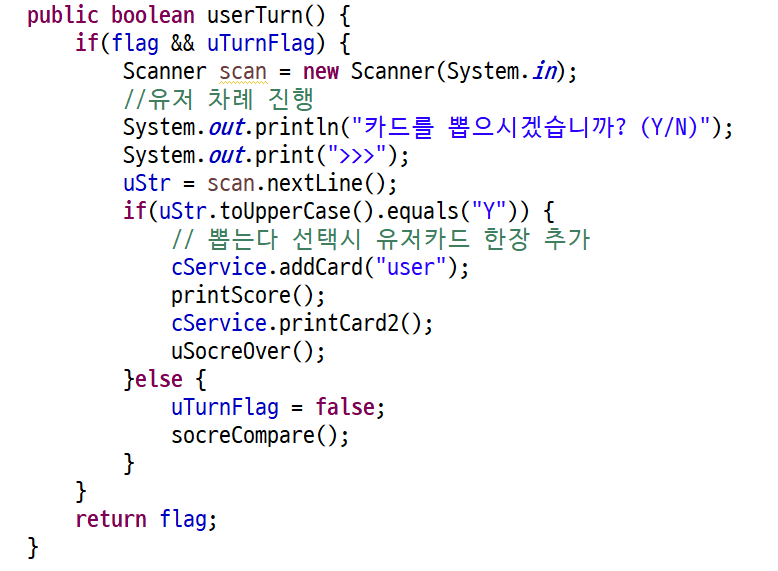 public boolean userTurn() {
if(flag && uTurnFlag) {
Scanner scan = new Scanner(System.in);
//유저 차례 진행
System.out.println("카드를 뽑으시겠습니까? (Y/N)");
System.out.print(">>>");
uStr = scan.nextLine();
if(uStr.toUpperCase().equals("Y")) {
// 뽑는다 선택시 유저카드 한장 추가
cService.addCard("user");
printScore();
cService.printCard2();
uSocreOver();
}else {
uTurnFlag = false;
socreCompare();
}
}
return flag;
}